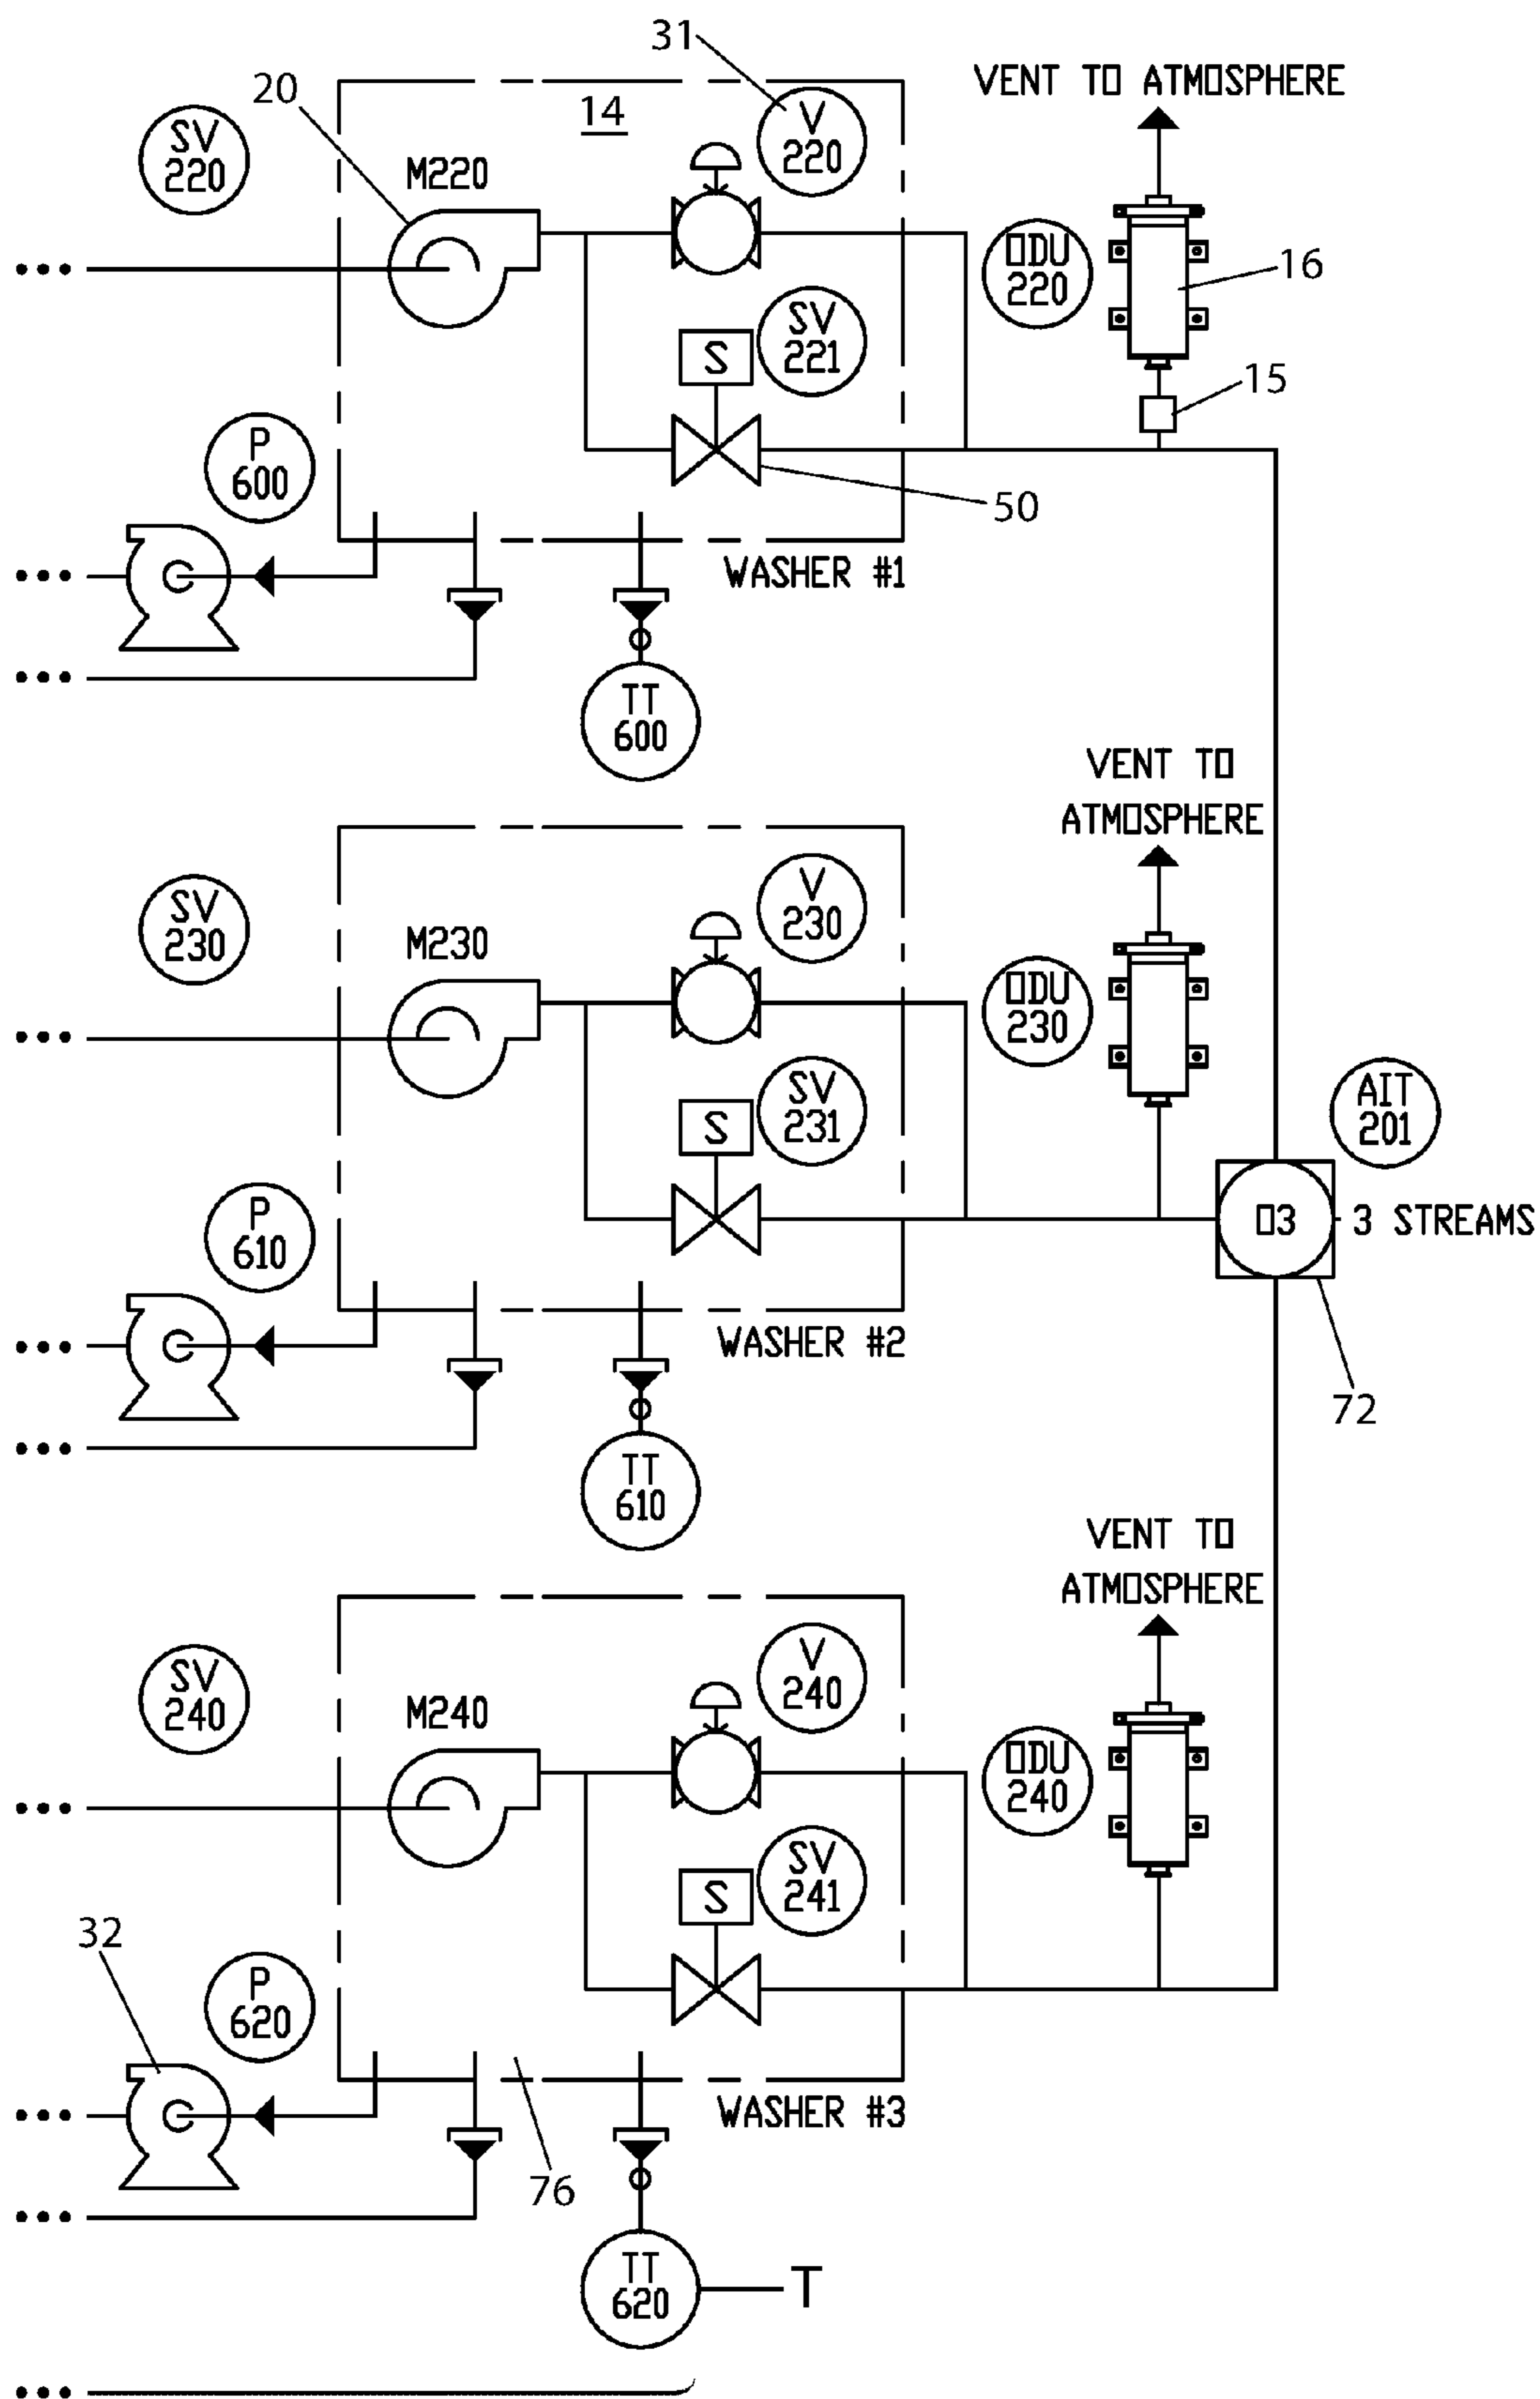 31
VENT TO ATMOSPHERE
20
14
V
220
SV
220
M220
ODU
220
16
SV
221
S
15
P
600
50
C
WASHER #1
TT
600
VENT TO
ATMOSPHERE
V
230
SV
230
M230
ODU
230
SV
231
S
AIT
201
P
610
O3
3 STREAMS
C
WASHER #2
72
TT
610
VENT TO
ATMOSPHERE
V
240
SV
240
M240
ODU
240
SV
241
S
32
P
620
C
WASHER #3
76
TT
620
T